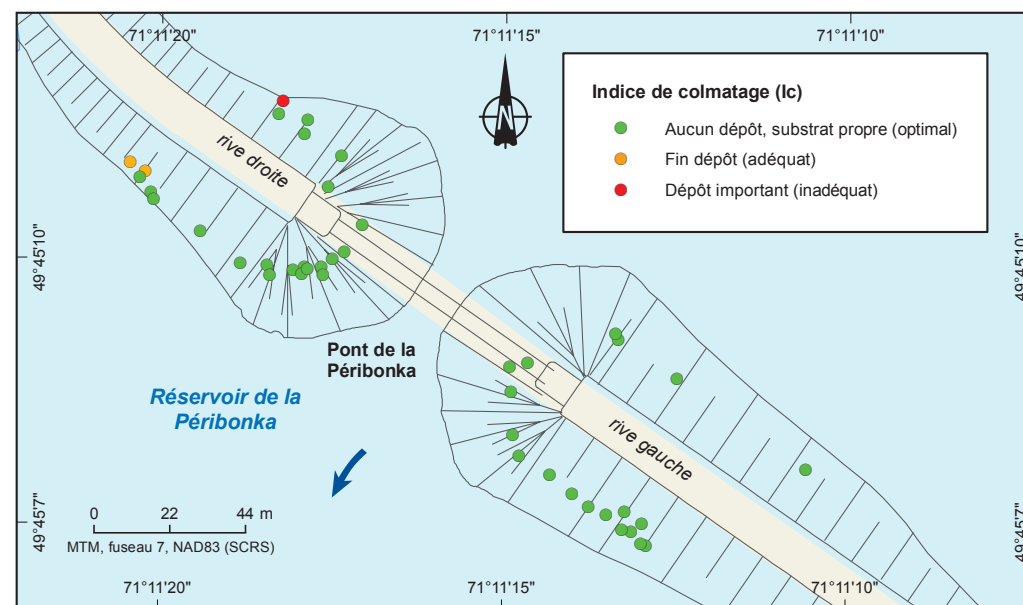 71°11'20"
71°11'15"
71°11'10"
N
Indice de colmatage (Ic)
Aucun dépôt, substrat propre (optimal)
Fin dépôt (adéquat)
Dépôt important (inadéquat)
rive droite
49°45'10"
49°45'10"
Pont de la
Péribonka
Réservoir de la
Péribonka
rive gauche
0 22 44 m
MTM, fuseau 7, NAD83 (SCRS)
49°45'7"
49°45'7"
71°11'20"
71°11'15"
71°11'10"